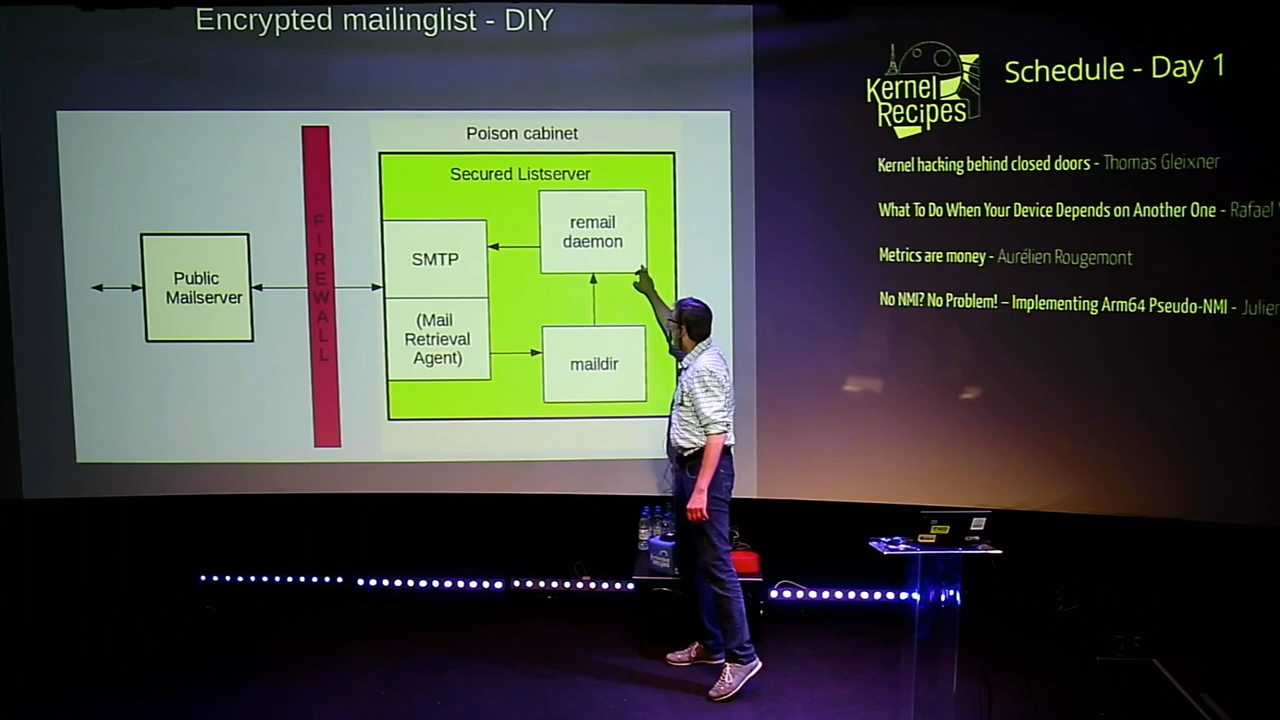 Encrypted mailinglist - DIY
Poison cabinet
Secured Listserver
remail
daemon
SMTP
(Mail
Retrieval
Agent)
maildir
Public
Mailserver
FIREWALL
Kernel
Recipes
Schedule - Day 1
Kernel hacking behind closed doors - Thomas Gleixner
What To Do When Your Device Depends on Another One - Rafael
Metrics are money - Aurélien Rougemont
No NMI? No Problem! – Implementing Arm64 Pseudo-NMI - Julien